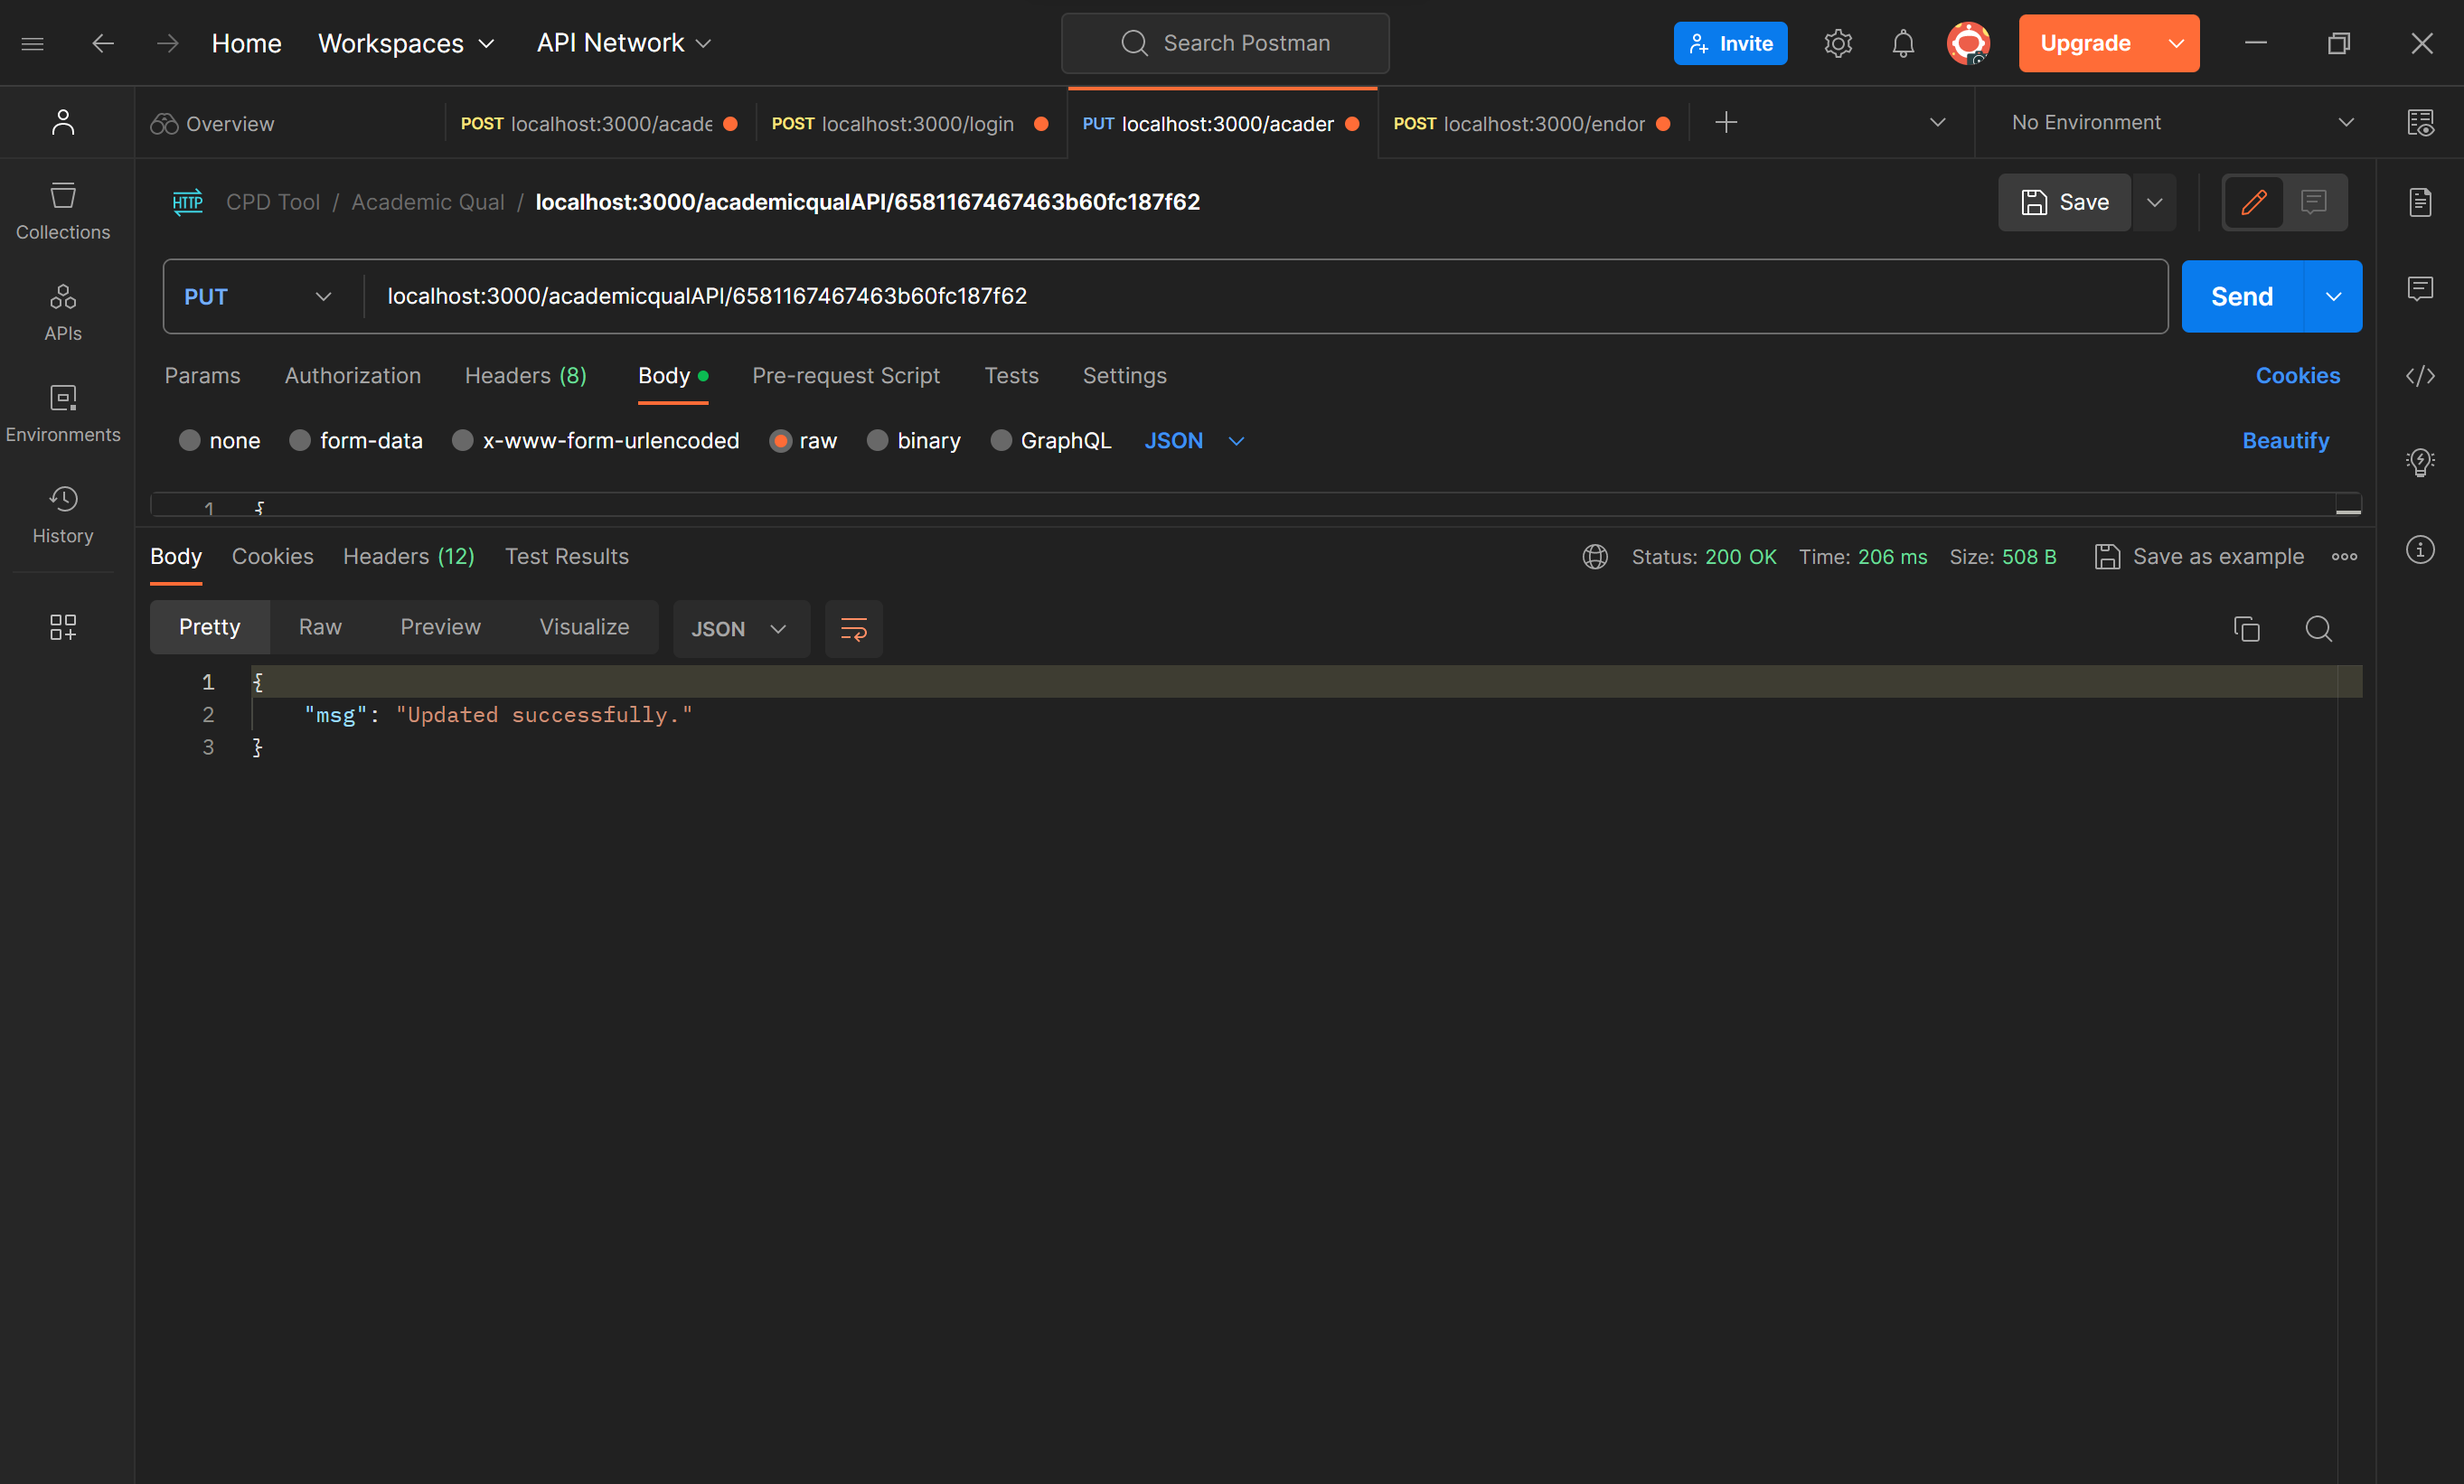 Home Workspaces API Network Search Postman Invite Upgrade
Overview POST localhost:3000/acade POST localhost:3000/login PUT localhost:3000/acader POST localhost:3000/endor No Environment
HTTP CPD Tool / Academic Qual / localhost:3000/academicqualAPI/6581167467463b60fc187f62 Save
Collections
PUT localhost:3000/academicqualAPI/6581167467463b60fc187f62 Send
APIs
Params Authorization Headers (8) Body Pre-request Script Tests Settings Cookies
Environments
none form-data x-www-form-urlencoded raw binary GraphQL JSON Beautify
1 {
History
Body Cookies Headers (12) Test Results Status: 200 OK Time: 206 ms Size: 508 B Save as example
Pretty Raw Preview Visualize JSON
1 {
2 "msg": "Updated successfully."
3 }